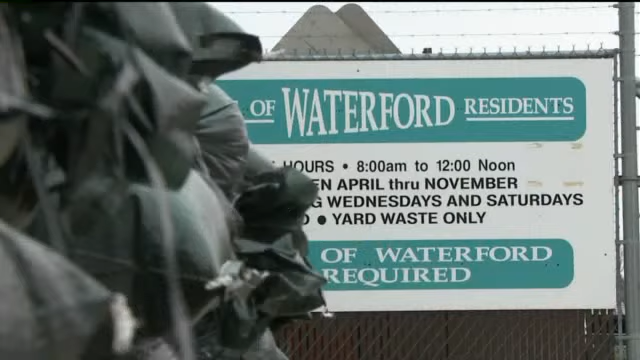 OF WATERFORD RESIDENTS
HOURS • 8:00am to 12:00 Noon
EN APRIL thru NOVEMBER
G WEDNESDAYS AND SATURDAYS
● YARD WASTE ONLY
OF WATERFORD
REQUIRED